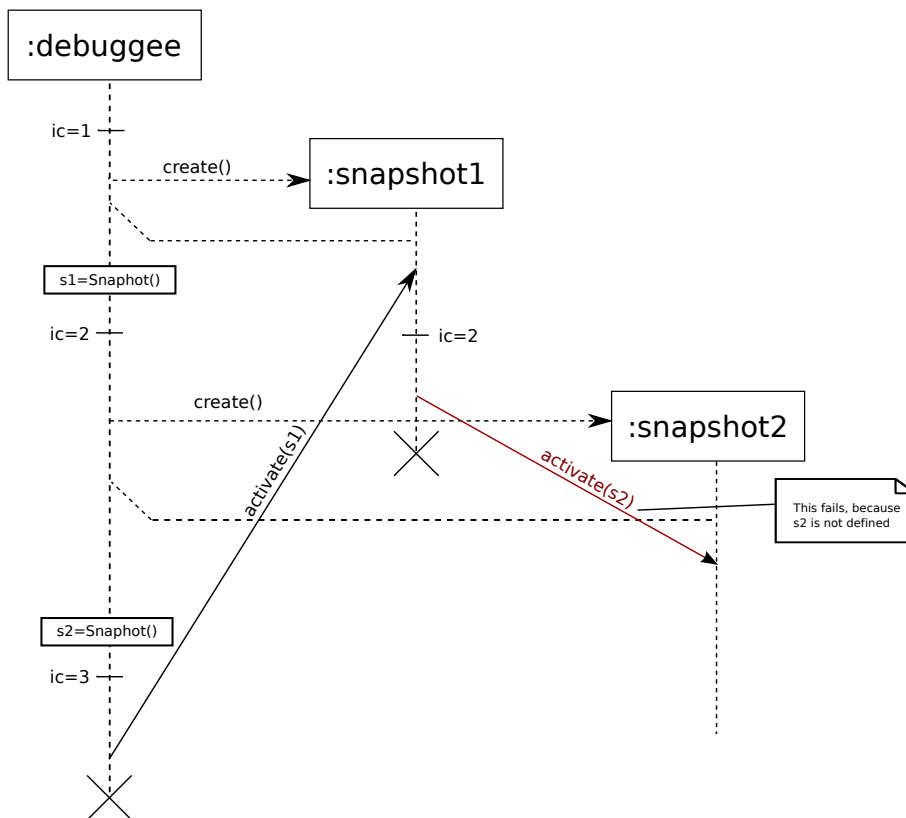 :debuggee
ic=1
create()
:snapshot1
s1=Snaphot()
ic=2
ic=2
create()
:snapshot2
activate(s1)
activate(s2)
This fails, because
s2 is not defined
s2=Snaphot()
ic=3